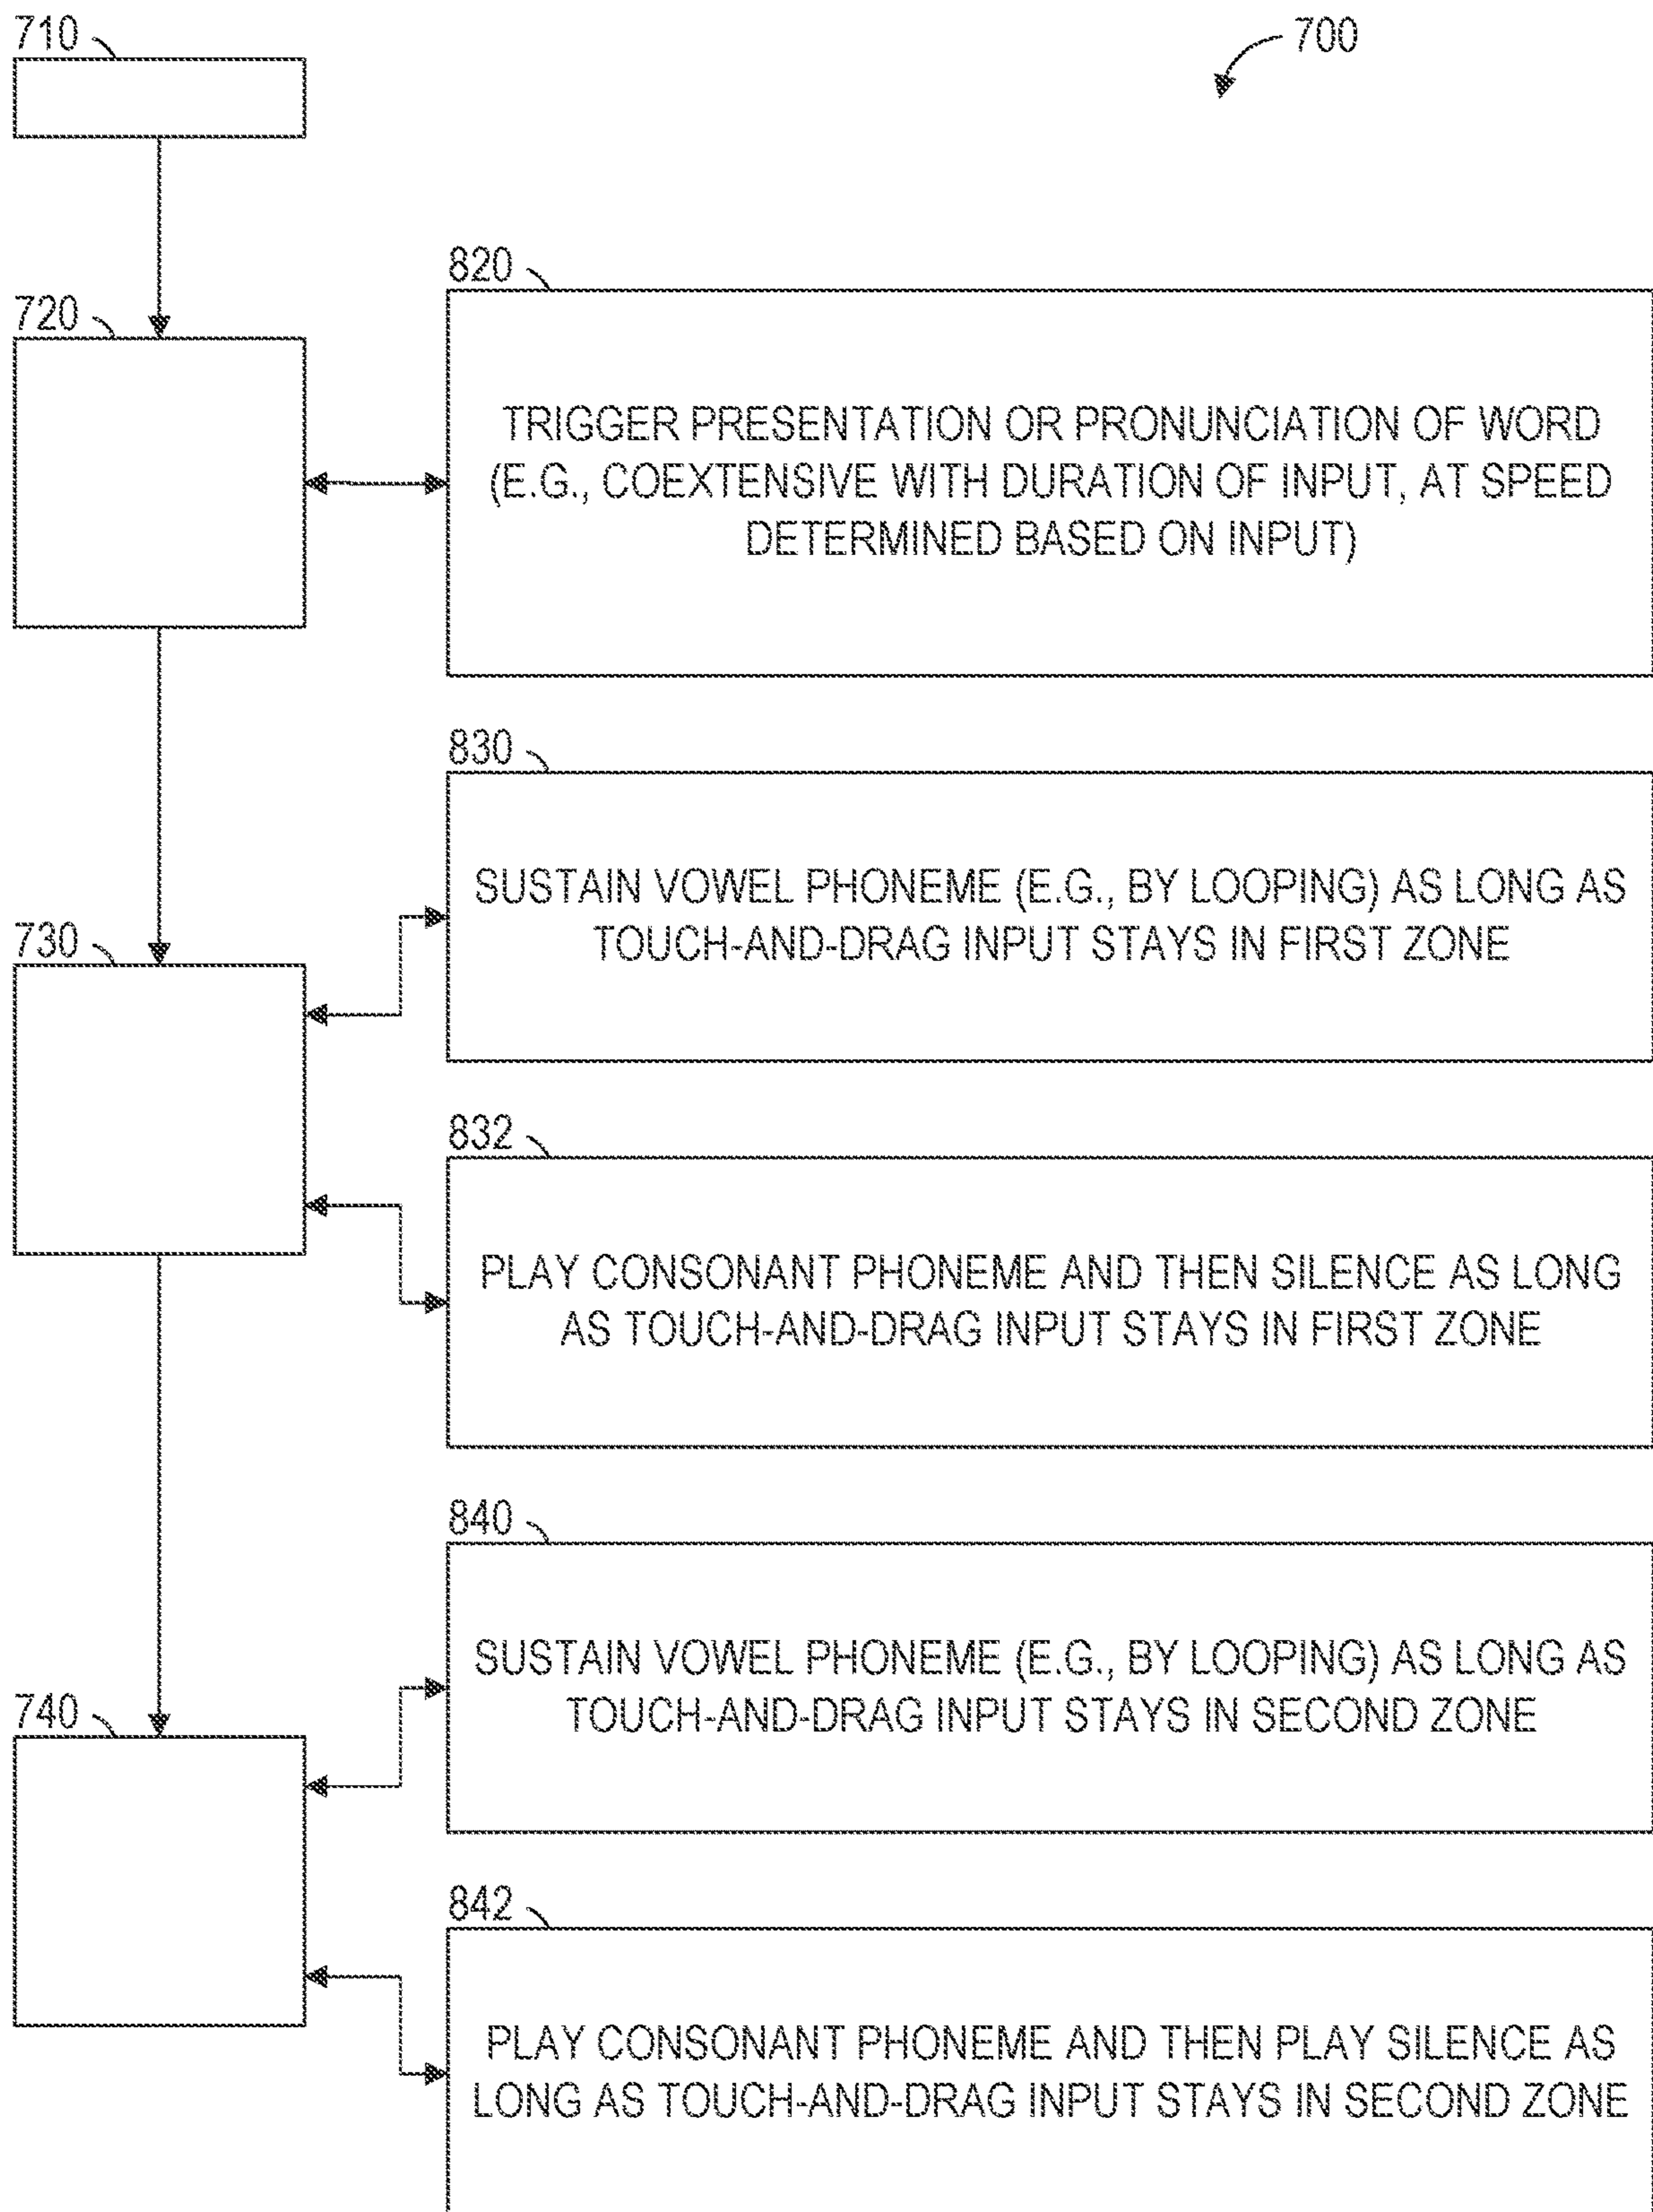 710
700
820
720
TRIGGER PRESENTATION OR PRONUNCIATION OF WORD
(E.G., COEXTENSIVE WITH DURATION OF INPUT, AT SPEED
DETERMINED BASED ON INPUT)
830
SUSTAIN VOWEL PHONEME (E.G., BY LOOPING) AS LONG AS
TOUCH-AND-DRAG INPUT STAYS IN FIRST ZONE
730
832
PLAY CONSONANT PHONEME AND THEN SILENCE AS LONG
AS TOUCH-AND-DRAG INPUT STAYS IN FIRST ZONE
840
SUSTAIN VOWEL PHONEME (E.G., BY LOOPING) AS LONG AS
TOUCH-AND-DRAG INPUT STAYS IN SECOND ZONE
740
842
PLAY CONSONANT PHONEME AND THEN PLAY SILENCE AS
LONG AS TOUCH-AND-DRAG INPUT STAYS IN SECOND ZONE